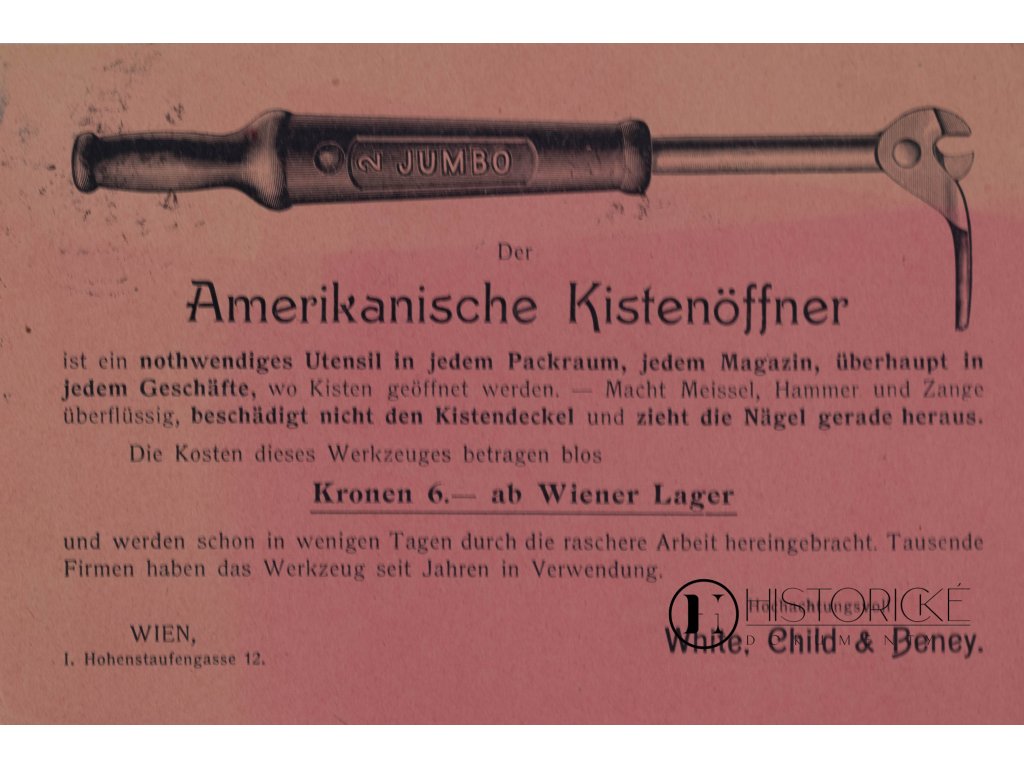 2 JUMBO
Der
Amerikanische Kistenöffner
ist ein nothwendiges Utensil in jedem Packraum, jedem Magazin, überhaupt in
jedem Geschäfte, wo Kisten geöffnet werden. — Macht Meissel, Hammer und Zange
überflüssig, beschädigt nicht den Kistendeckel und zieht die Nägel gerade heraus.
Die Kosten dieses Werkzeuges betragen blos
Kronen 6.— ab Wiener Lager
und werden schon in wenigen Tagen durch die raschere Arbeit hereingebracht. Tausende
Firmen haben das Werkzeug seit Jahren in Verwendung.
HISTORICKÉ
Hochachtungsvoll
DOKUMENTY
WIEN,
White, Child & Beney.
I. Hohenstaufengasse 12.